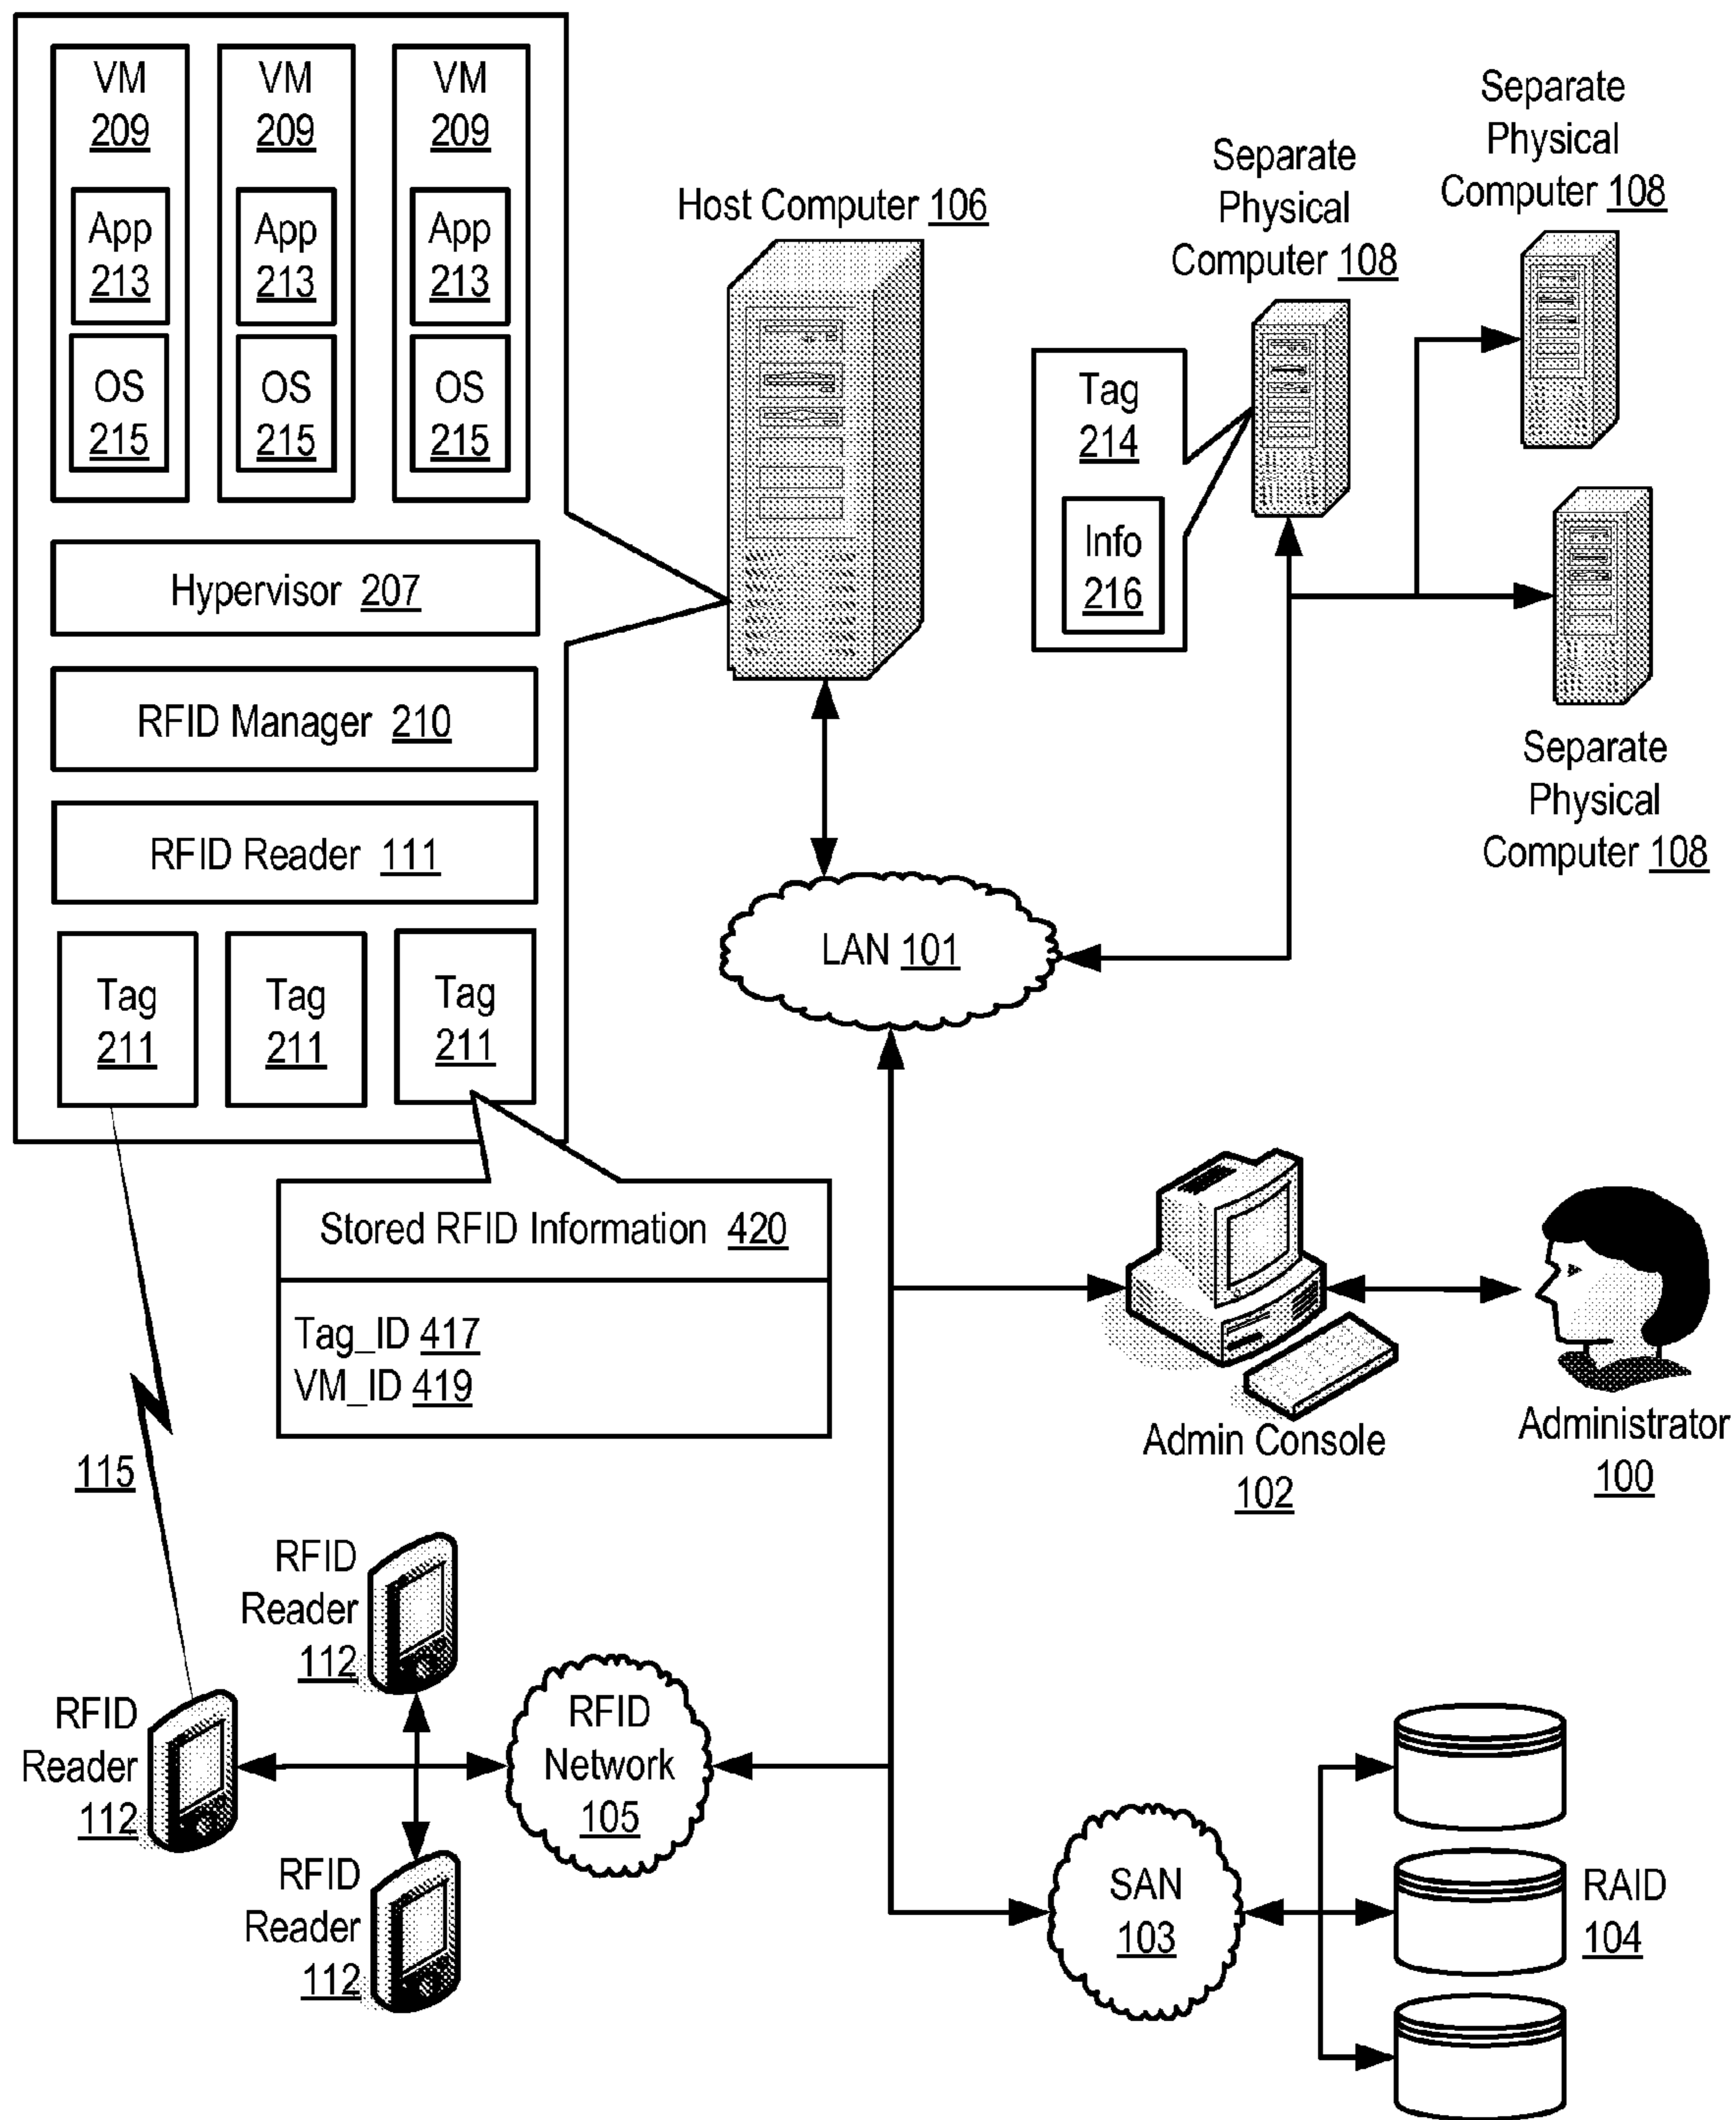 VM
209
App
213
OS
215
VM
209
App
213
OS
215
VM
209
App
213
OS
215
Hypervisor 207
RFID Manager 210
RFID Reader 111
Tag
211
Tag
211
Tag
211
Stored RFID Information 420
Tag_ID 417
VM_ID 419
Host Computer 106
Separate
Physical
Computer 108
Separate
Physical
Computer 108
Tag
214
Info
216
Separate
Physical
Computer 108
LAN 101
Admin Console
102
Administrator
100
115
RFID
Reader
112
RFID
Reader
112
RFID
Reader
112
RFID
Network
105
SAN
103
RAID
104